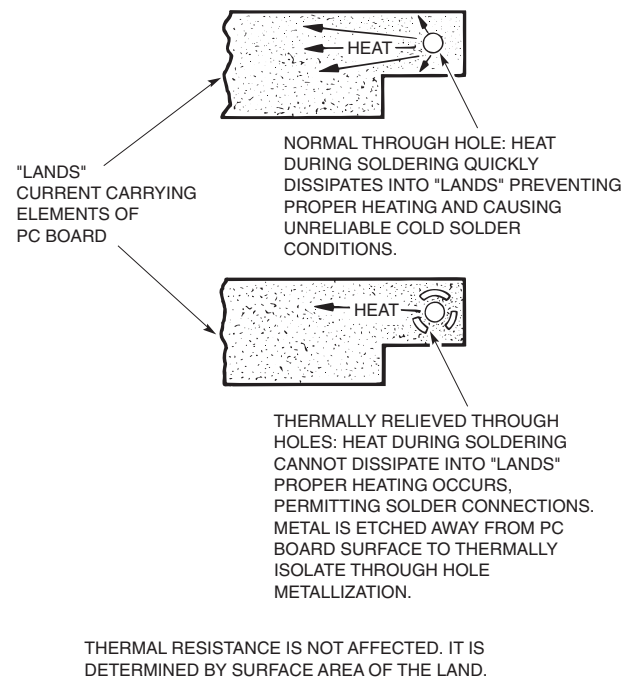 HEAT
NORMAL THROUGH HOLE: HEAT
DURING SOLDERING QUICKLY
DISSIPATES INTO "LANDS" PREVENTING
PROPER HEATING AND CAUSING
UNRELIABLE COLD SOLDER
CONDITIONS.
"LANDS"
CURRENT CARRYING
ELEMENTS OF
PC BOARD
HEAT
THERMALLY RELIEVED THROUGH
HOLES: HEAT DURING SOLDERING
CANNOT DISSIPATE INTO "LANDS"
PROPER HEATING OCCURS,
PERMITTING SOLDER CONNECTIONS.
METAL IS ETCHED AWAY FROM PC
BOARD SURFACE TO THERMALLY
ISOLATE THROUGH HOLE
METALLIZATION.
THERMAL RESISTANCE IS NOT AFFECTED. IT IS
DETERMINED BY SURFACE AREA OF THE LAND.